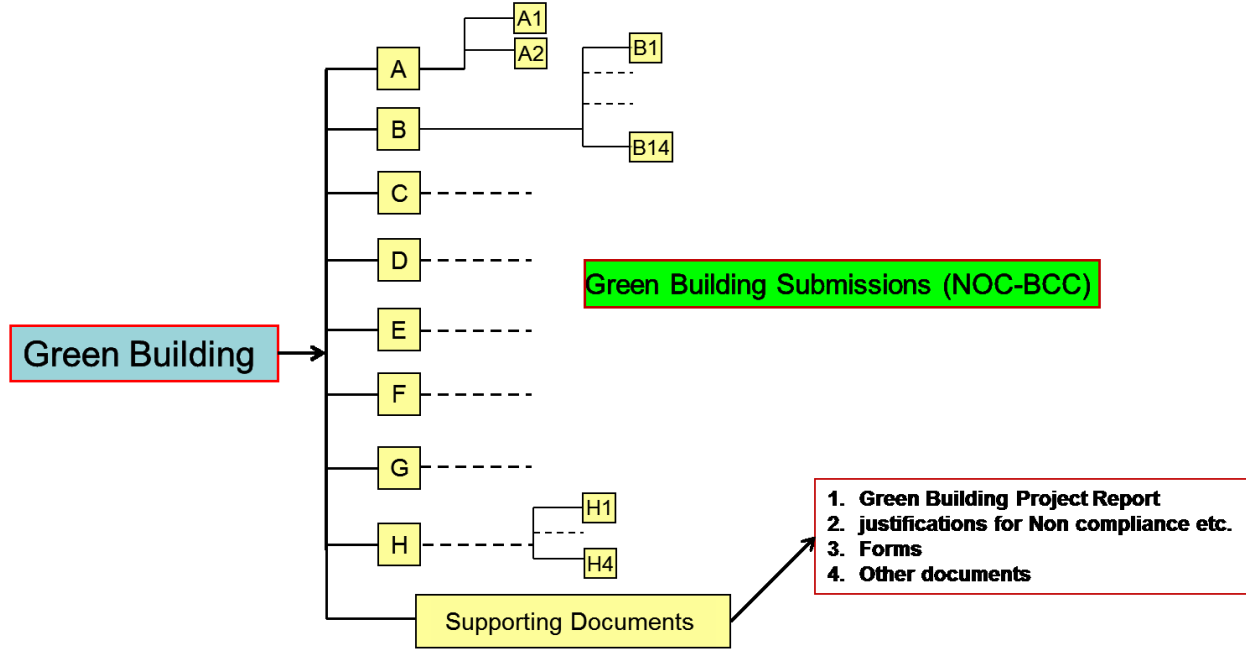 A1
A2
B1
A
B
B14
C
D
Green Building Submissions (NOC-BCC)
E
Green Building
F
G
1. Green Building Project Report
2. justifications for Non compliance etc.
3. Forms
4. Other documents
H1
H
H4
Supporting Documents